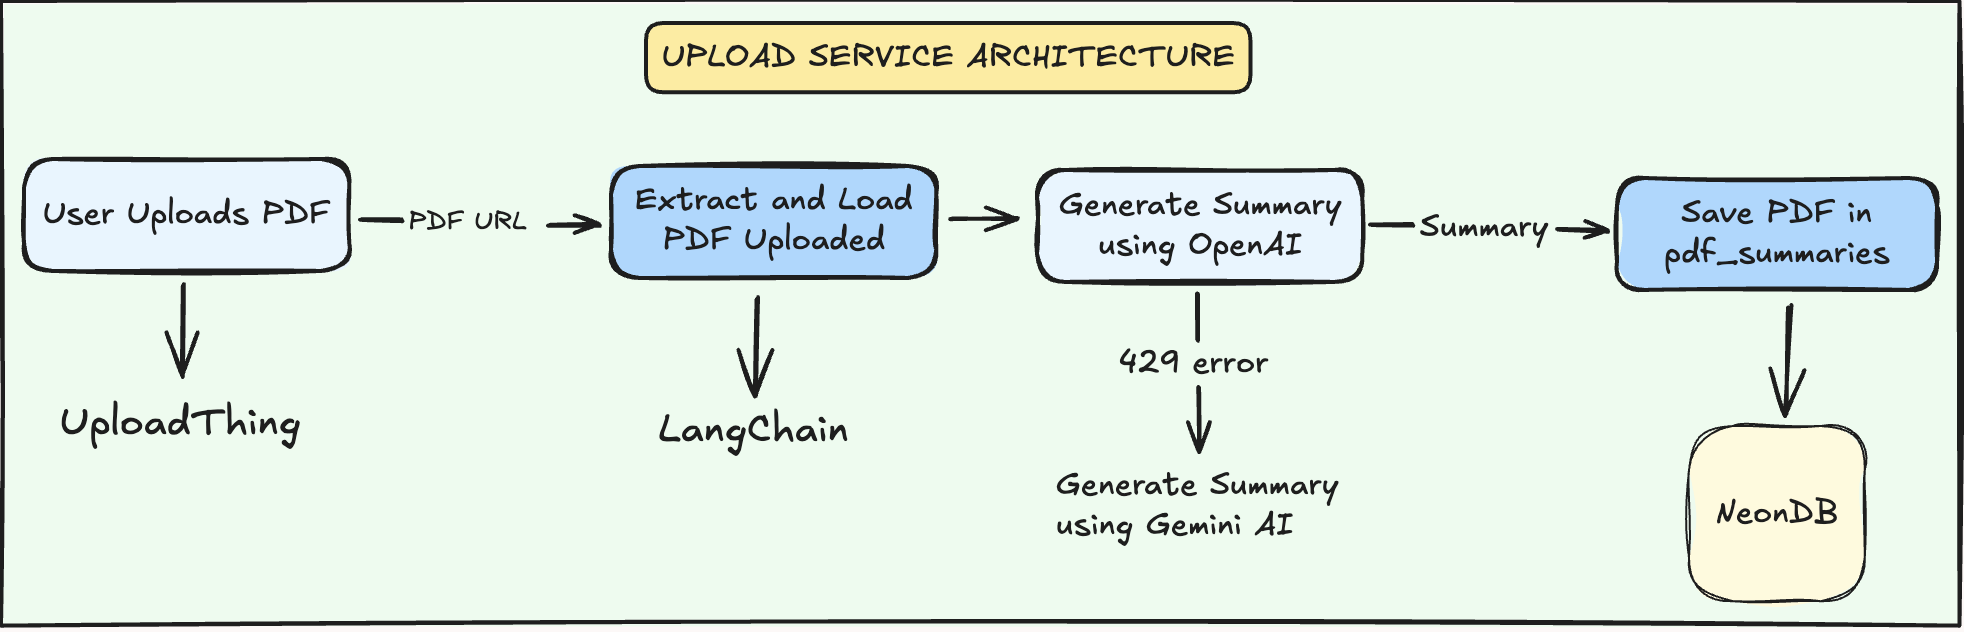 UPLOAD SERVICE ARCHITECTURE
User Uploads PDF
PDF URL
Extract and Load
PDF Uploaded
Generate Summary
using OpenAI
Summary
Save PDF in
pdf_summaries
UploadThing
LangChain
429 error
Generate Summary
using Gemini AI
NeonDB